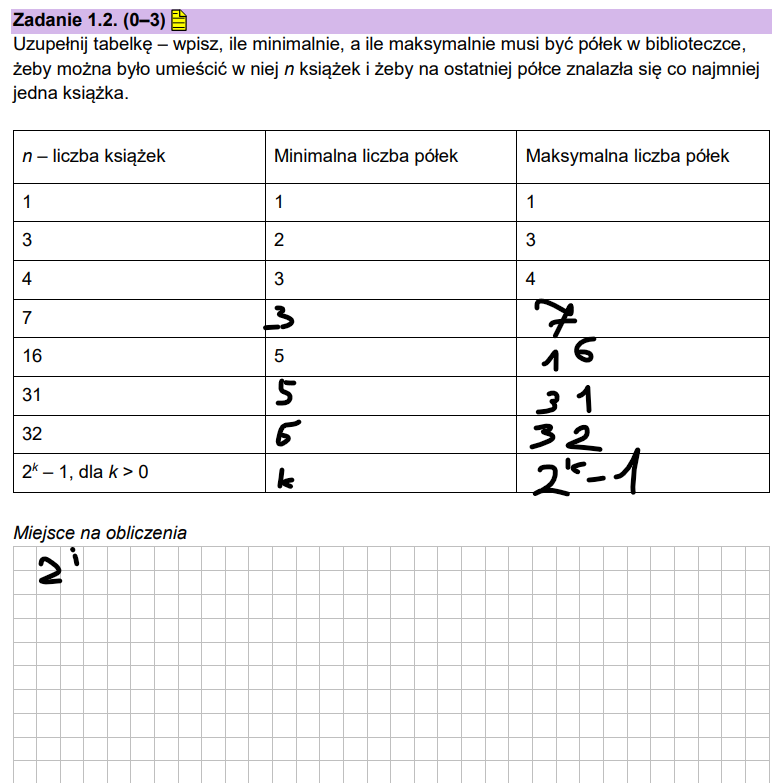 Zadanie 1.2. (0–3)
Uzupełnij tabelkę – wpisz, ile minimalnie, a ile maksymalnie musi być półek w biblioteczce,
żeby można było umieścić w niej n książek i żeby na ostatniej półce znalazła się co najmniej
jedna książka.
n – liczba książek Minimalna liczba półek Maksymalna liczba półek
1 1 1
3 2 3
4 3 4
7 3 7
16 5 16
31 5 31
32 6 32
2^k – 1, dla k > 0 k 2^k – 1
Miejsce na obliczenia
2^i